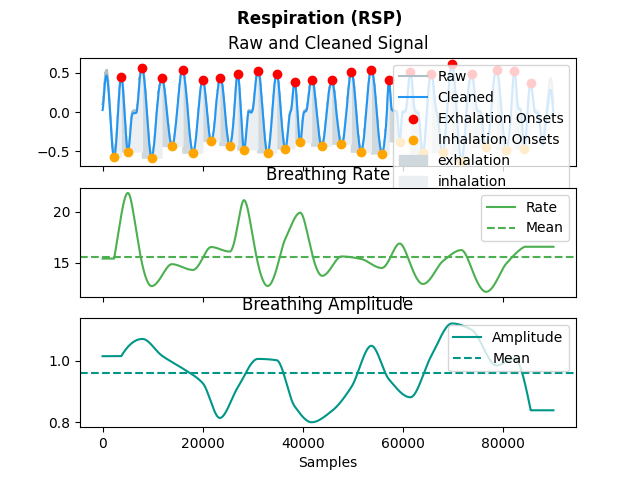 Respiration (RSP)
Raw and Cleaned Signal
0.5
0.0
−0.5
Raw
Cleaned
Exhalation Onsets
Inhalation Onsets
exhalation
inhalation
Breathing Rate
20
15
Rate
Mean
Breathing Amplitude
1.0
0.8
Amplitude
Mean
0 20000 40000 60000 80000
Samples